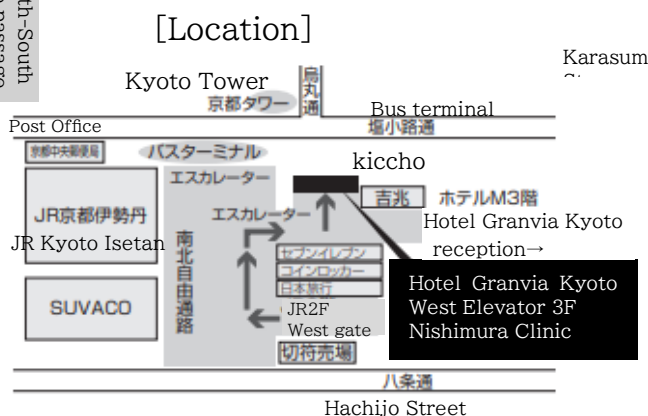 th-South
passage
[Location]
Karasum
Kyoto Tower
京都タワー
烏丸通
Bus terminal
Post Office
塩小路通
京都中央郵便局
バスターミナル
kiccho
エスカレーター
吉兆
ホテルM3階
JR京都伊勢丹
エスカレーター
Hotel Granvia Kyoto
reception→
JR Kyoto Isetan
南北自由通路
セブンイレブン
コインロッカー
日本旅行
Hotel Granvia Kyoto
West Elevator 3F
Nishimura Clinic
SUVACO
JR2F
West gate
切符売場
八条通
Hachijo Street